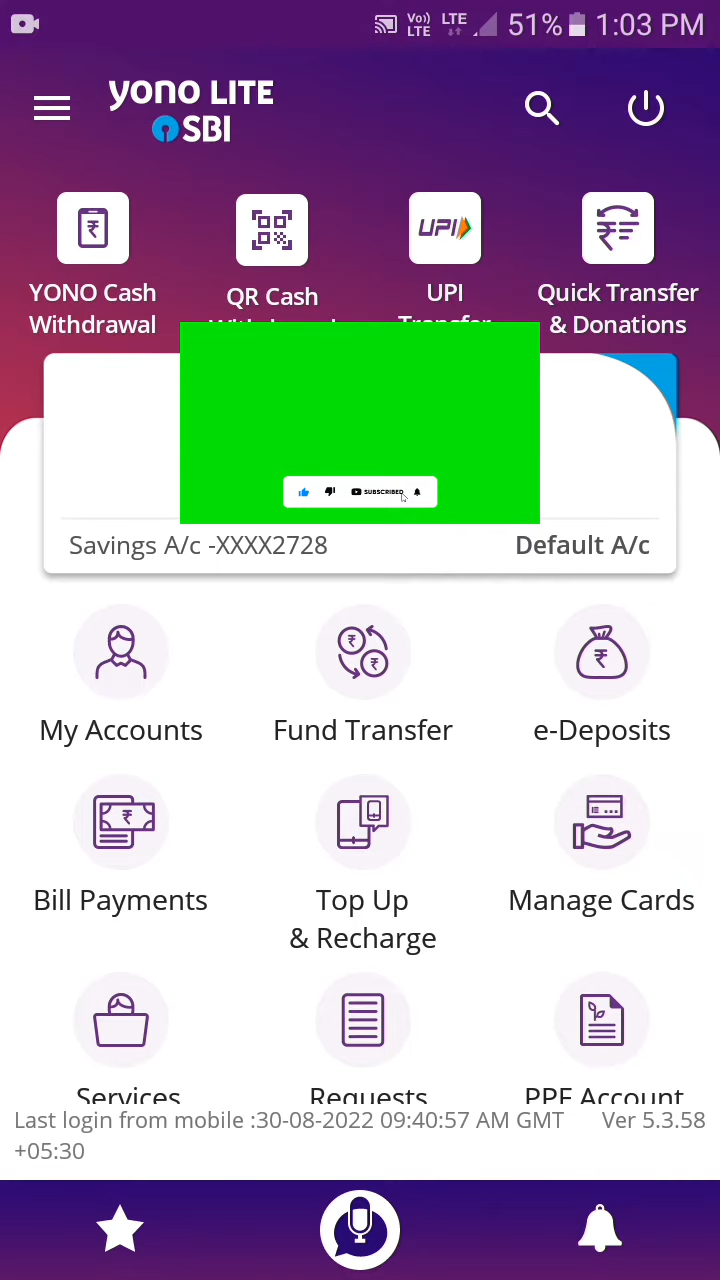 Vo)) LTE LTE 51% 1:03 PM
yono LITE
SBI
UPI
YONO Cash
Withdrawal
QR Cash
UPI
Transfer
Quick Transfer
& Donations
SUBSCRIBED
Savings A/c -XXXX2728 Default A/c
My Accounts Fund Transfer e-Deposits
Bill Payments Top Up
& Recharge
Manage Cards
Services Requests PPF Account
Last login from mobile :30-08-2022 09:40:57 AM GMT
+05:30
Ver 5.3.58